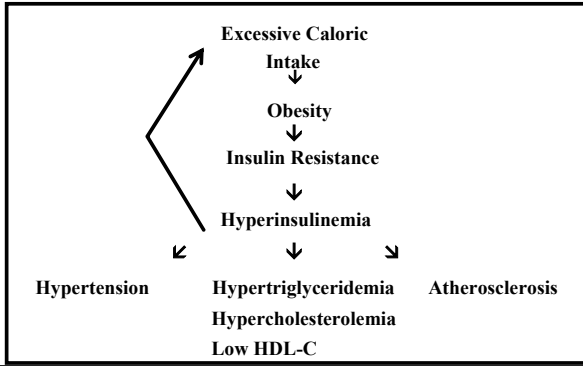 Excessive Caloric
Intake
Obesity
Insulin Resistance
Hyperinsulinemia
Hypertension Hypertriglyceridemia Atherosclerosis
Hypercholesterolemia
Low HDL-C